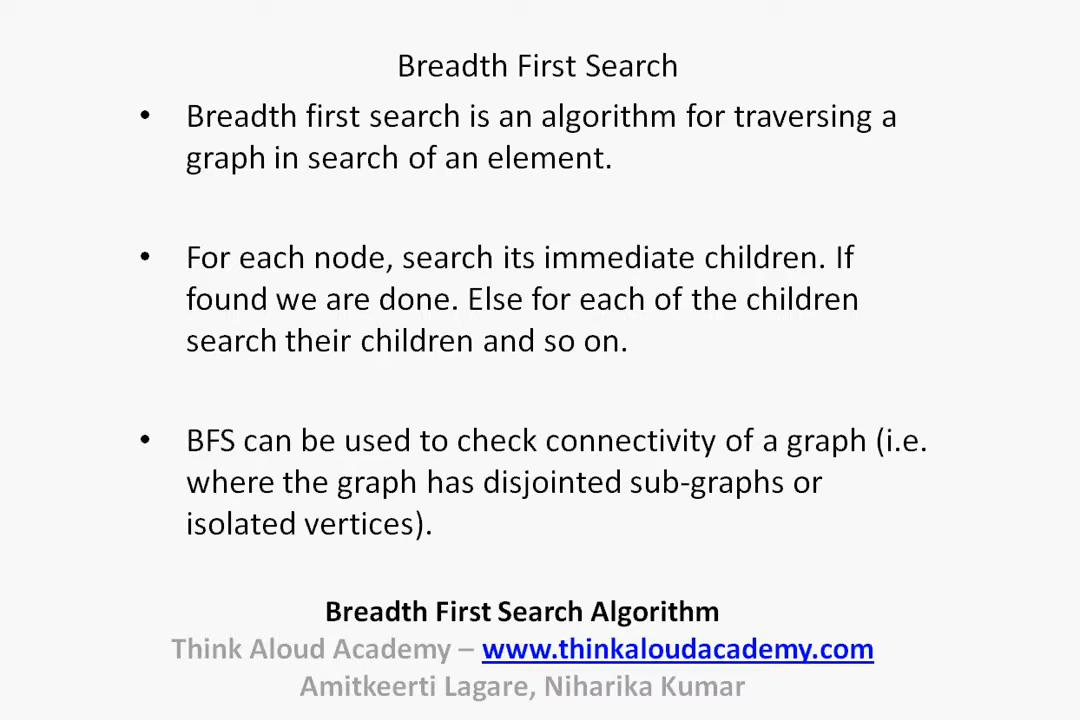 Breadth First Search
• Breadth first search is an algorithm for traversing a
graph in search of an element.
• For each node, search its immediate children. If
found we are done. Else for each of the children
search their children and so on.
• BFS can be used to check connectivity of a graph (i.e.
where the graph has disjointed sub-graphs or
isolated vertices).
Breadth First Search Algorithm
Think Aloud Academy – www.thinkaloudacademy.com
Amitkeerti Lagare, Niharika Kumar